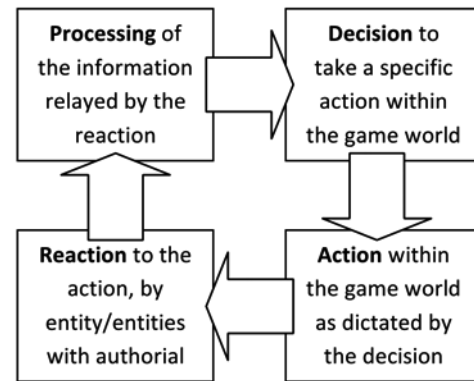 Processing of
the information
relayed by the
reaction
Decision to
take a specific
action within
the game world
Reaction to the
action, by
entity/entities
with authorial
Action within
the game world
as dictated by
the decision